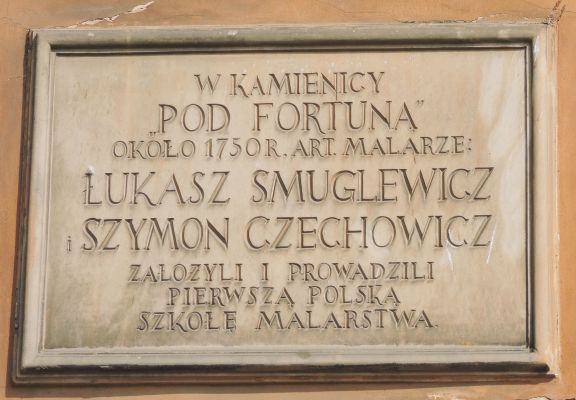 W KAMIENICY
„POD FORTUNĄ”
OKOŁO 1750 R. ART. MALARZE:
ŁUKASZ SMUGLEWICZ
i SZYMON CZECHOWICZ
ZAŁOŻYLI I PROWADZILI
PIERWSZĄ POLSKĄ
SZKOŁĘ MALARSTWA.